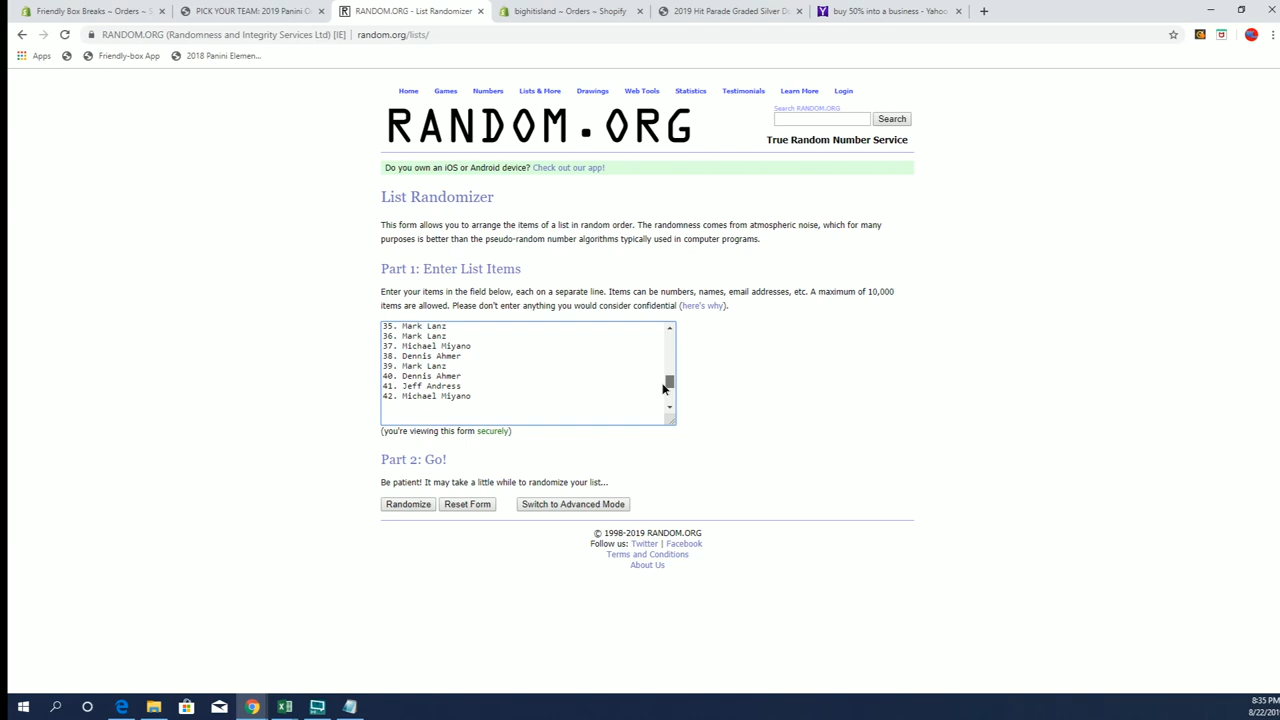 Friendly Box Breaks ~ Orders ~ S
PICK YOUR TEAM: 2019 Panini C
RANDOM.ORG - List Randomizer
bighitisland ~ Orders ~ Shopify
2019 Hit Parade Graded Silver D
buy 50% into a business - Yahoo
RANDOM.ORG (Randomness and Integrity Services Ltd) [IE] | random.org/lists/
Apps
Friendly-box App
2018 Panini Elemen...
Home Games Numbers Lists & More Drawings Web Tools Statistics Testimonials Learn More Login
RANDOM.ORG
Search RANDOM.ORG
Search
True Random Number Service
Do you own an iOS or Android device? Check out our app!
List Randomizer
This form allows you to arrange the items of a list in random order. The randomness comes from atmospheric noise, which for many
purposes is better than the pseudo-random number algorithms typically used in computer programs.
Part 1: Enter List Items
Enter your items in the field below, each on a separate line. Items can be numbers, names, email addresses, etc. A maximum of 10,000
items are allowed. Please don't enter anything you would consider confidential (here's why).
35. Mark Lanz
36. Mark Lanz
37. Michael Miyano
38. Dennis Ahmer
39. Mark Lanz
40. Dennis Ahmer
41. Jeff Andress
42. Michael Miyano
(you're viewing this form securely)
Part 2: Go!
Be patient! It may take a little while to randomize your list...
Randomize Reset Form Switch to Advanced Mode
© 1998-2019 RANDOM.ORG
Follow us: Twitter | Facebook
Terms and Conditions
About Us
8:35 PM
8/22/201